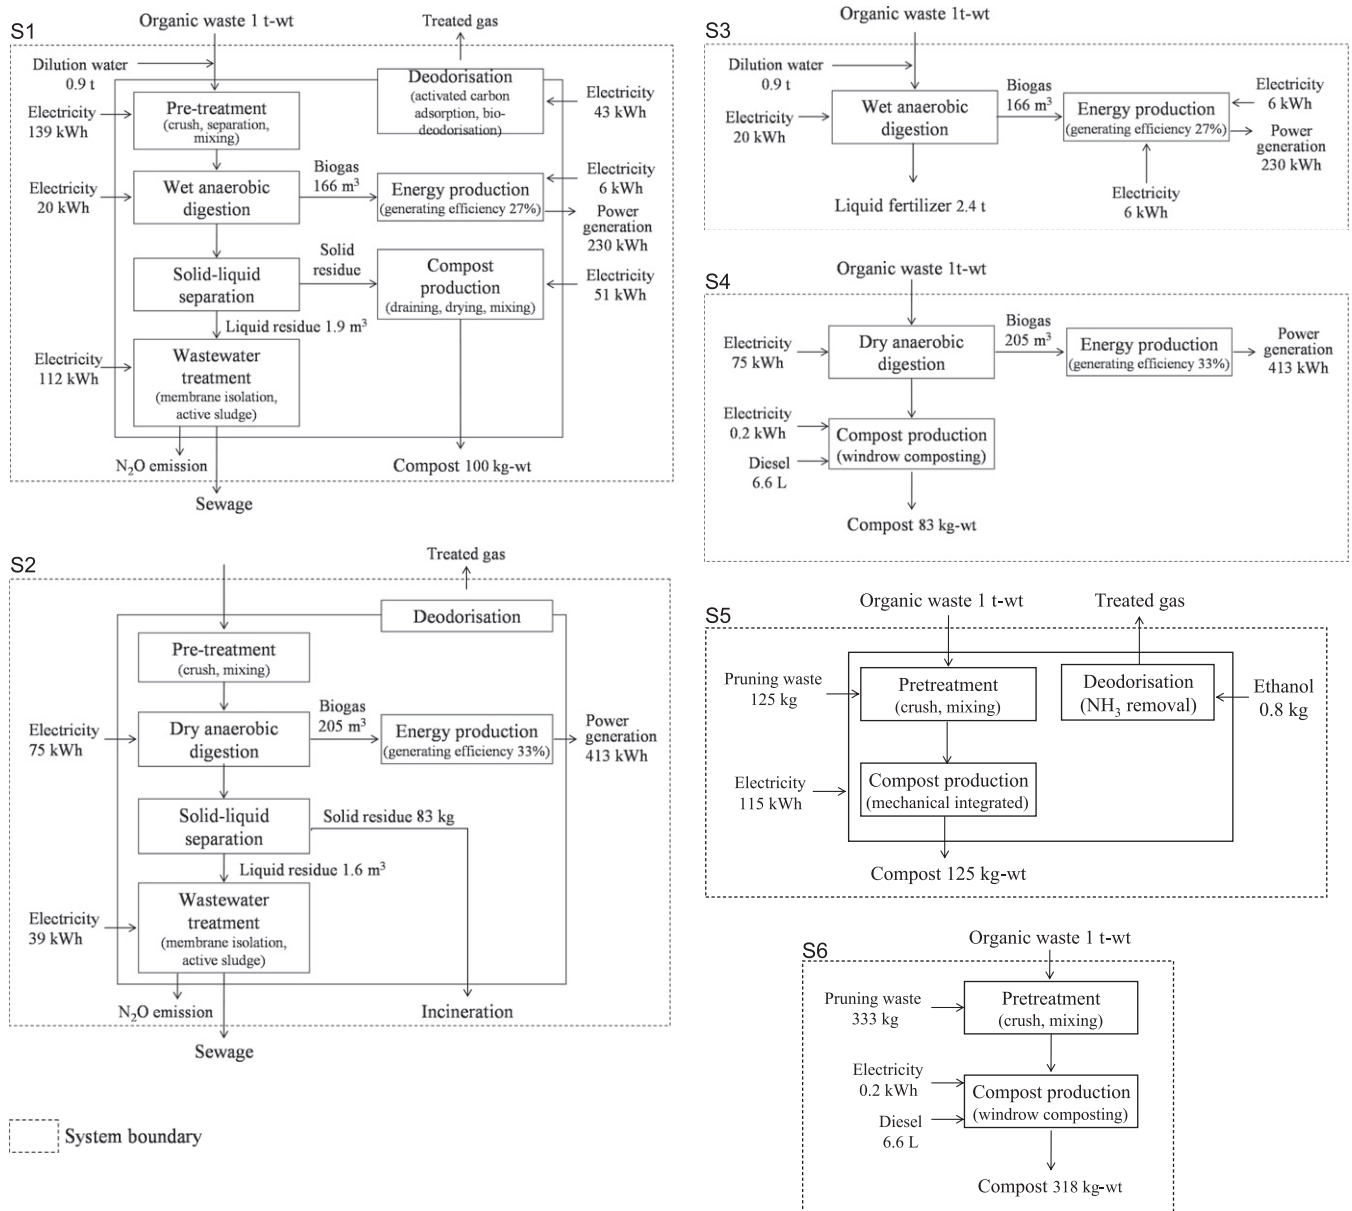 S1
Organic waste 1 t-wt
Treated gas
Dilution water
0.9 t
Electricity
139 kWh
Pre-treatment
(crush, separation,
mixing)
Deodorisation
(activated carbon
adsorption, bio-
deodorisation)
Electricity
43 kWh
Electricity
20 kWh
Wet anaerobic
digestion
Biogas
166 m³
Energy production
(generating efficiency 27%)
Electricity
6 kWh
Power
generation
230 kWh
Solid-liquid
separation
Solid
residue
Compost
production
(draining, drying, mixing)
Electricity
51 kWh
Liquid residue 1.9 m³
Electricity
112 kWh
Wastewater
treatment
(membrane isolation,
active sludge)
N₂O emission
Sewage
Compost 100 kg-wt
S2
Treated gas
Deodorisation
Pre-treatment
(crush, mixing)
Electricity
75 kWh
Dry anaerobic
digestion
Biogas
205 m³
Energy production
(generating efficiency 33%)
Power
generation
413 kWh
Solid-liquid
separation
Solid residue 83 kg
Liquid residue 1.6 m³
Electricity
39 kWh
Wastewater
treatment
(membrane isolation,
active sludge)
N₂O emission
Sewage
Incineration
System boundary
S3
Organic waste 1t-wt
Dilution water
0.9 t
Electricity
20 kWh
Wet anaerobic
digestion
Biogas
166 m³
Energy production
(generating efficiency 27%)
Electricity
6 kWh
Power
generation
230 kWh
Electricity
6 kWh
Liquid fertilizer 2.4 t
S4
Organic waste 1t-wt
Electricity
75 kWh
Dry anaerobic
digestion
Biogas
205 m³
Energy production
(generating efficiency 33%)
Power
generation
413 kWh
Electricity
0.2 kWh
Diesel
6.6 L
Compost production
(windrow composting)
Compost 83 kg-wt
S5
Organic waste 1 t-wt
Treated gas
Pruning waste
125 kg
Pretreatment
(crush, mixing)
Deodorisation
(NH₃ removal)
Ethanol
0.8 kg
Electricity
115 kWh
Compost production
(mechanical integrated)
Compost 125 kg-wt
S6
Organic waste 1 t-wt
Pruning waste
333 kg
Pretreatment
(crush, mixing)
Electricity
0.2 kWh
Diesel
6.6 L
Compost production
(windrow composting)
Compost 318 kg-wt